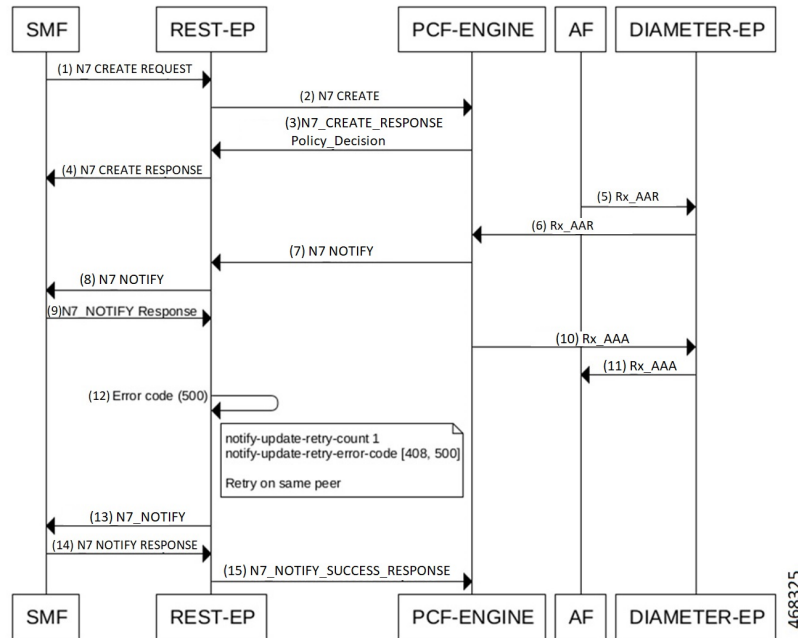 SMF REST-EP PCF-ENGINE AF DIAMETER-EP
(1) N7 CREATE REQUEST
(2) N7 CREATE
(3)N7_CREATE_RESPONSE
Policy_Decision
(4) N7 CREATE RESPONSE
(5) Rx_AAR
(6) Rx_AAR
(7) N7 NOTIFY
(8) N7 NOTIFY
(9)N7_NOTIFY Response
(10) Rx_AAA
(11) Rx_AAA
(12) Error code (500)
notify-update-retry-count 1
notify-update-retry-error-code [408, 500]
Retry on same peer
(13) N7_NOTIFY
(14) N7 NOTIFY RESPONSE
(15) N7_NOTIFY_SUCCESS_RESPONSE
SMF REST-EP PCF-ENGINE AF DIAMETER-EP
468325